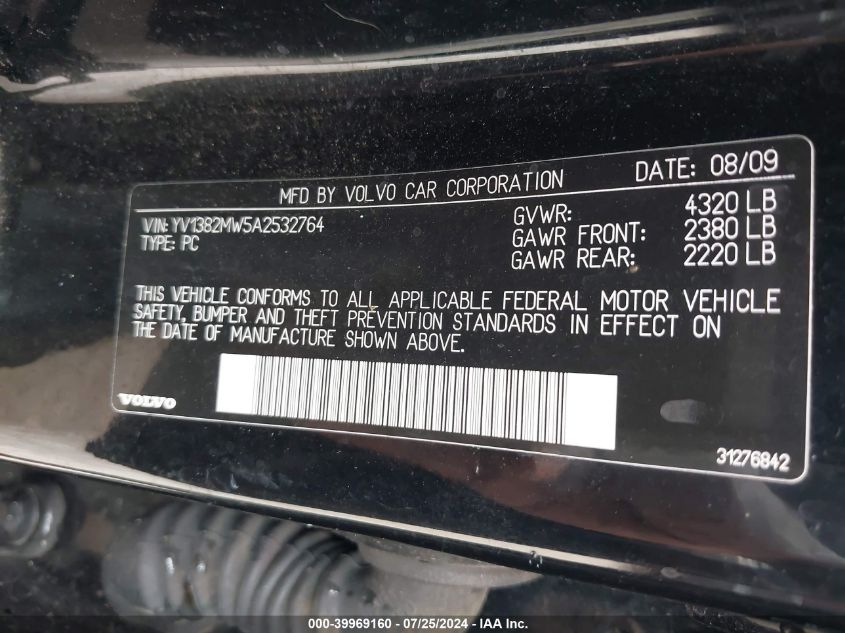 MFD BY VOLVO CAR CORPORATION
DATE: 08/09
VIN: YV1382MW5A2532764
TYPE: PC
GVWR: 4320 LB
GAWR FRONT: 2380 LB
GAWR REAR: 2220 LB
THIS VEHICLE CONFORMS TO ALL APPLICABLE FEDERAL MOTOR VEHICLE
SAFETY, BUMPER AND THEFT PREVENTION STANDARDS IN EFFECT ON
THE DATE OF MANUFACTURE SHOWN ABOVE.
VOLVO
31276842
000-39969160 - 07/25/2024 - © IAA Inc.